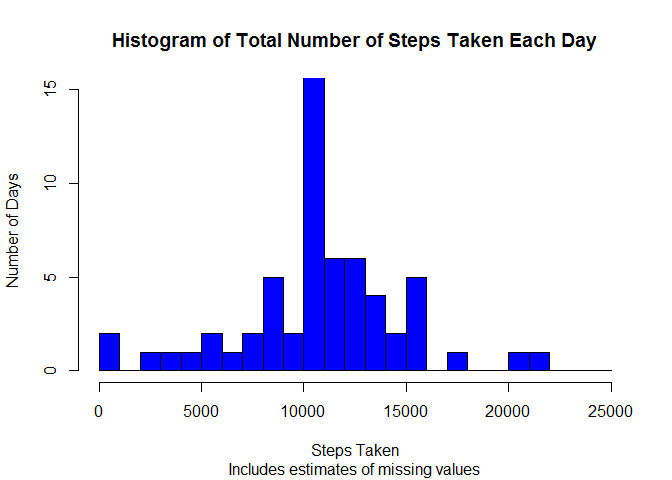 Histogram of Total Number of Steps Taken Each Day
Number of Days
15
10
5
0
0 5000 10000 15000 20000 25000
Steps Taken
Includes estimates of missing values